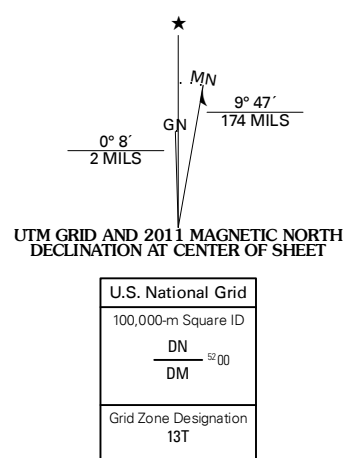 ★
MN
GN
9° 47´
174 MILS
0° 8´
2 MILS
UTM GRID AND 2011 MAGNETIC NORTH
DECLINATION AT CENTER OF SHEET
U.S. National Grid
100,000-m Square ID
DN
5200
DM
Grid Zone Designation
13T